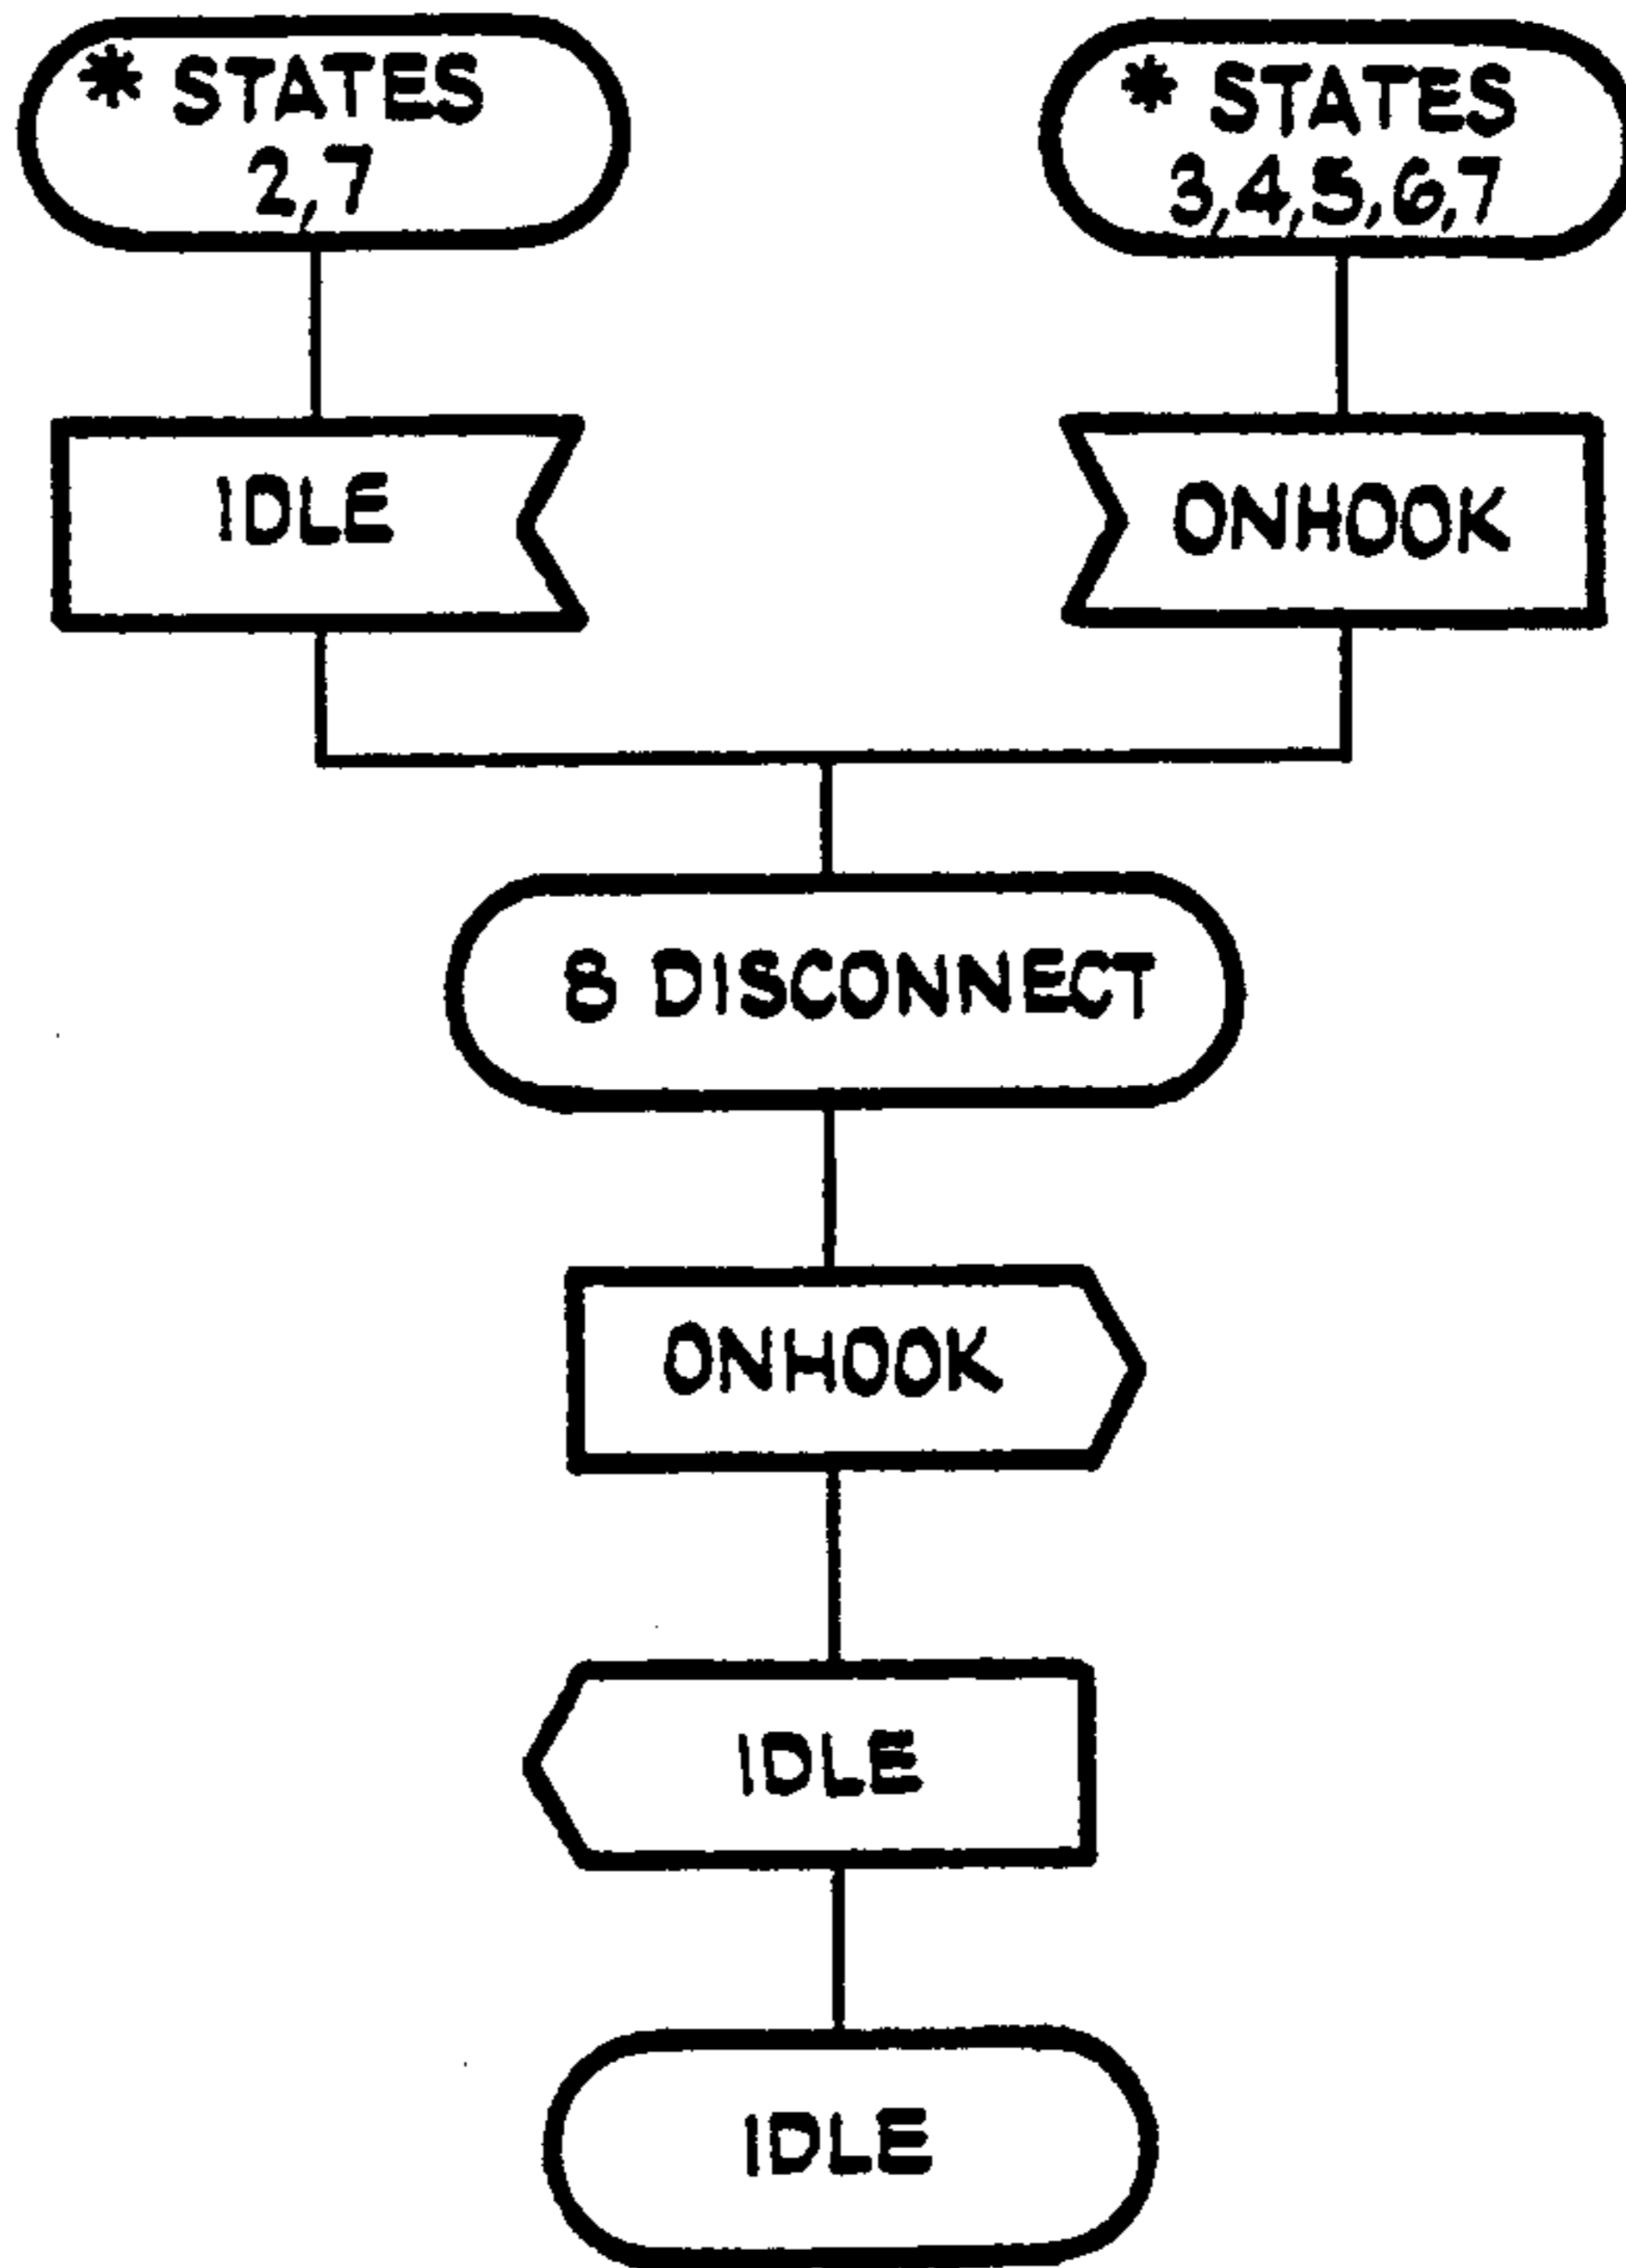 * STATES
2,7
* STATES
3,4,5,6,7
IDLE
ONHOOK
8 DISCONNECT
ONHOOK
IDLE
IDLE